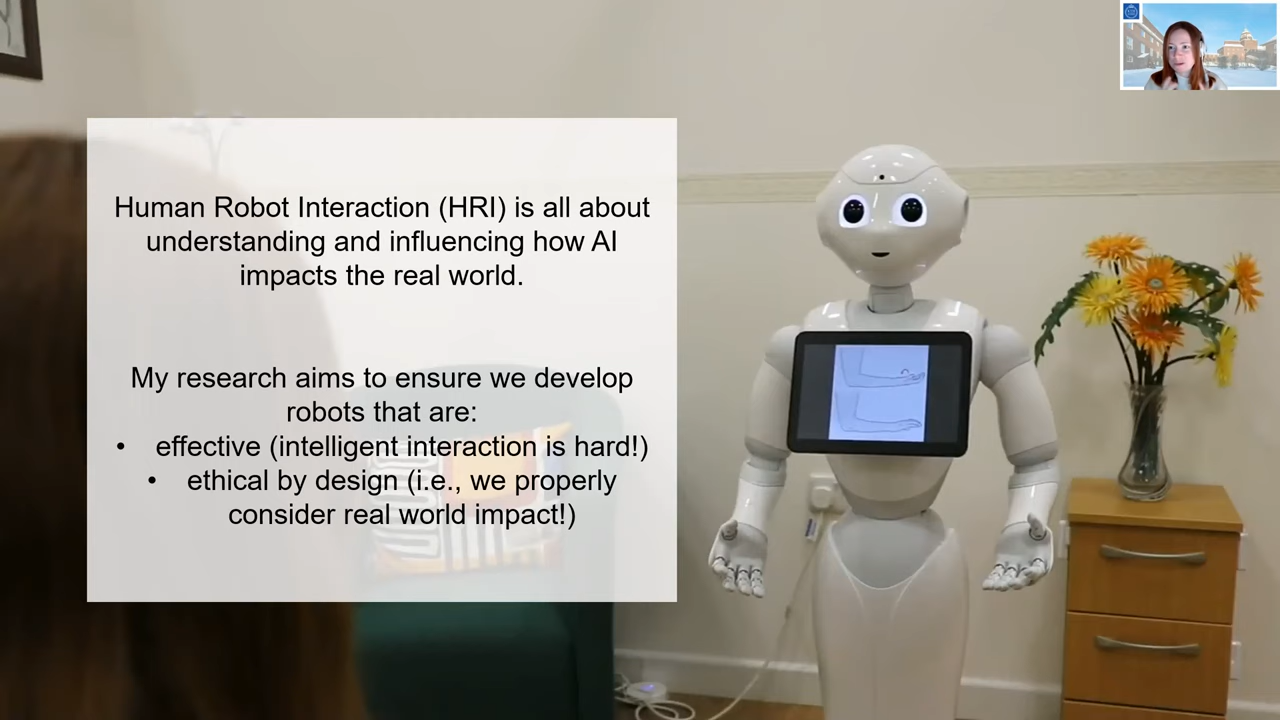 Human Robot Interaction (HRI) is all about
understanding and influencing how AI
impacts the real world.
My research aims to ensure we develop
robots that are:
• effective (intelligent interaction is hard!)
• ethical by design (i.e., we properly
consider real world impact!)